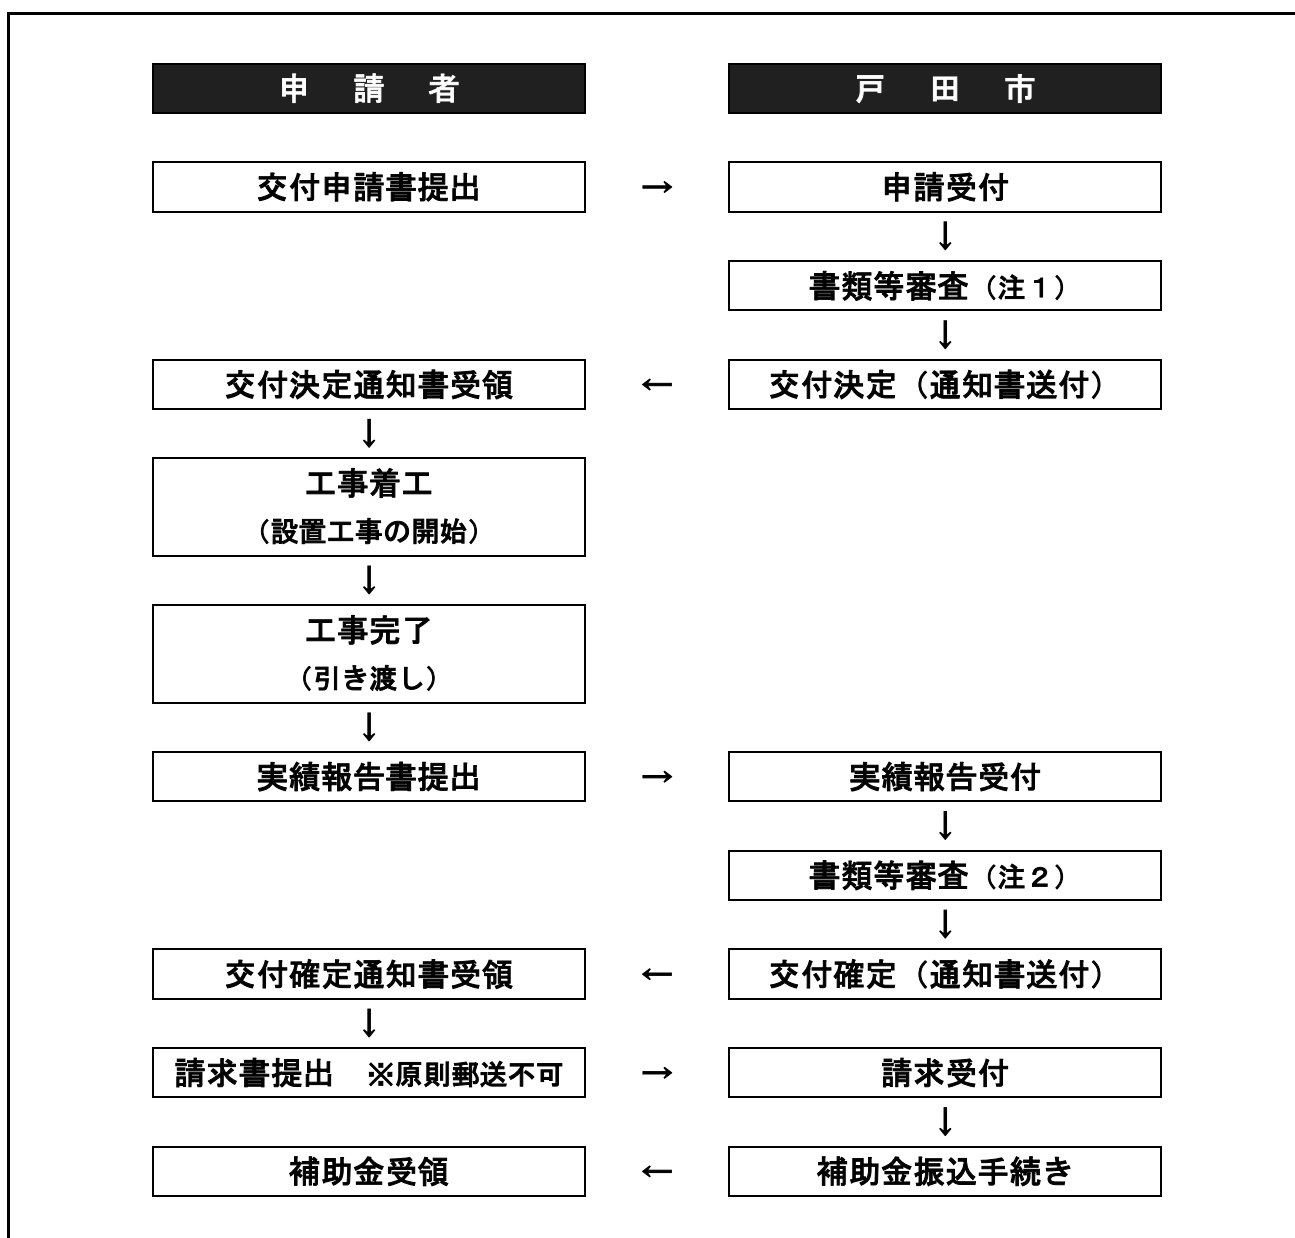 申　請　者
戸　田　市
交付申請書提出
→
申請受付
↓
書類等審査（注１）
↓
交付決定通知書受領
←
交付決定（通知書送付）
↓
工事着工
（設置工事の開始）
↓
工事完了
（引き渡し）
↓
実績報告書提出
→
実績報告受付
↓
書類等審査（注２）
↓
交付確定通知書受領
←
交付確定（通知書送付）
↓
請求書提出　※原則郵送不可
→
請求受付
↓
補助金受領
←
補助金振込手続き